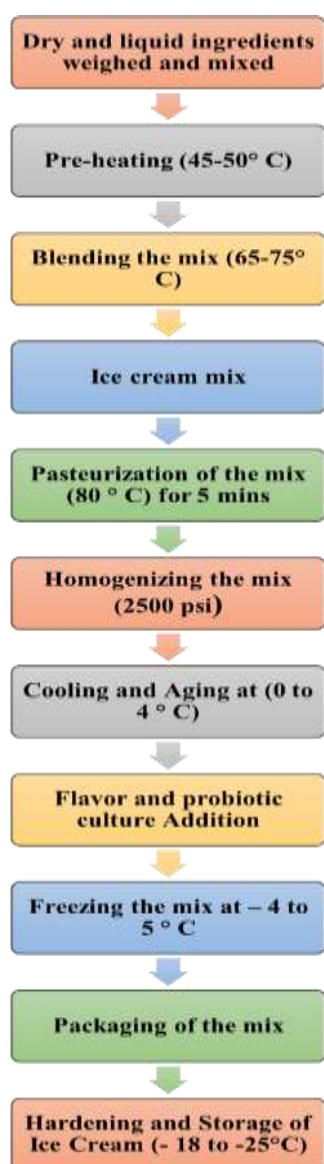 Dry and liquid ingredients
weighed and mixed
Pre-heating (45-50° C)
Blending the mix (65-75°
C)
Ice cream mix
Pasteurization of the mix
(80 ° C) for 5 mins
Homogenizing the mix
(2500 psi)
Cooling and Aging at (0 to
4 ° C)
Flavor and probiotic
culture Addition
Freezing the mix at – 4 to
5 ° C
Packaging of the mix
Hardening and Storage of
Ice Cream (- 18 to -25°C)